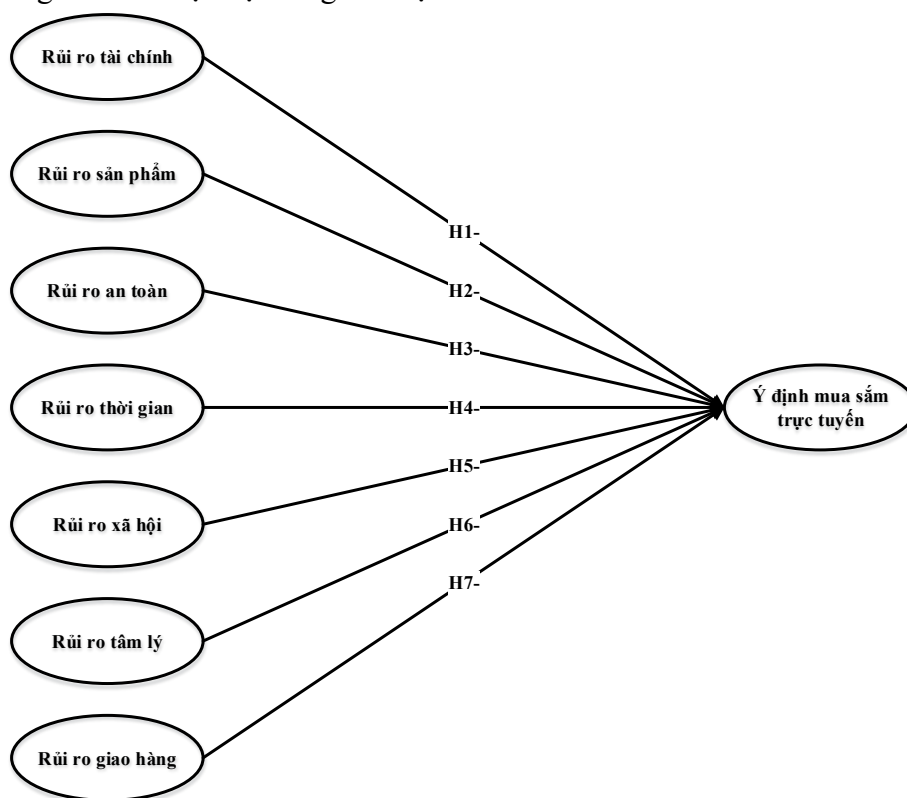 Rủi ro tài chính
Rủi ro sản phẩm
H1-
H2-
Rủi ro an toàn
H3-
Rủi ro thời gian
H4-
Ý định mua sắm
trực tuyến
H5-
Rủi ro xã hội
H6-
H7-
Rủi ro tâm lý
Rủi ro giao hàng